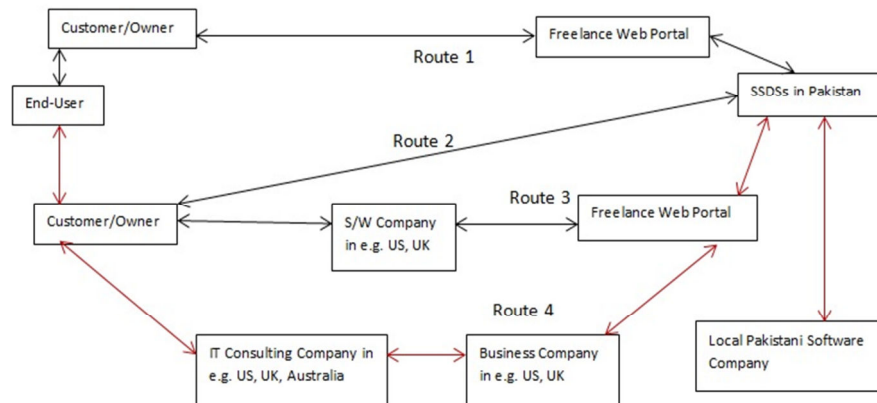 Customer/Owner
Freelance Web Portal
Route 1
End-User
SSDSs in Pakistan
Route 2
Customer/Owner
S/W Company
in e.g. US, UK
Route 3
Freelance Web Portal
Route 4
IT Consulting Company in
e.g. US, UK, Australia
Business Company
in e.g. US, UK
Local Pakistani Software
Company